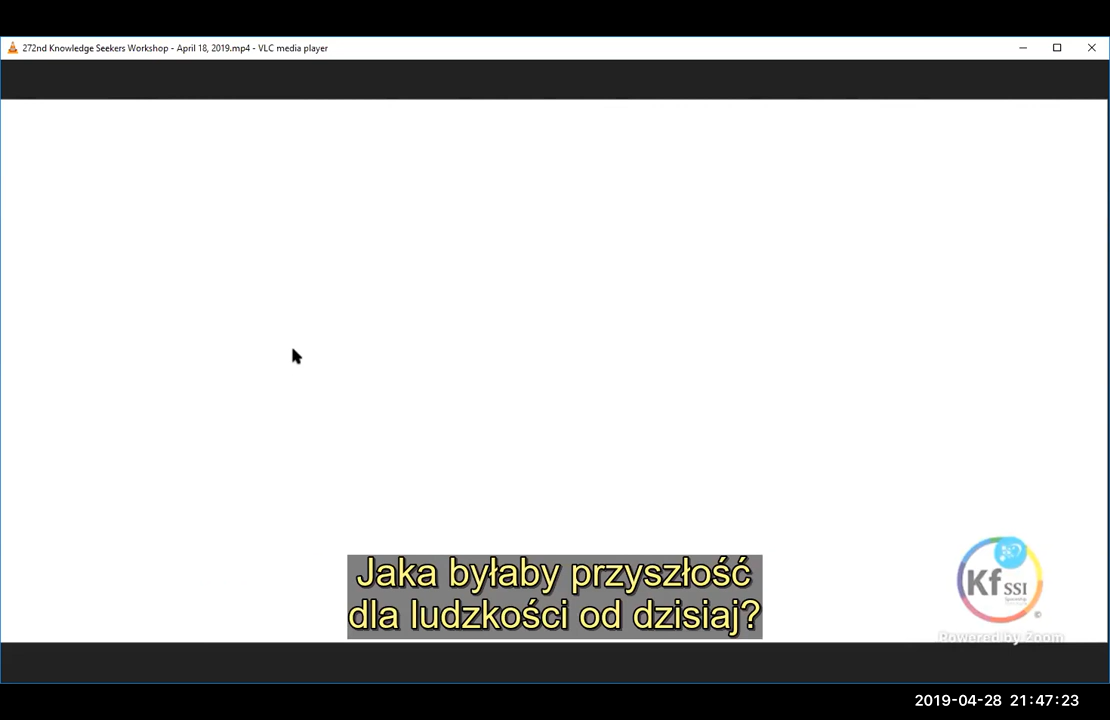 272nd Knowledge Seekers Workshop - April 18, 2019.mp4 - VLC media player
Jaka byłaby przyszłość
dla ludzkości od dzisiaj?
Kf SSI
©
Powered by Zoom
2019-04-28 21:47:23